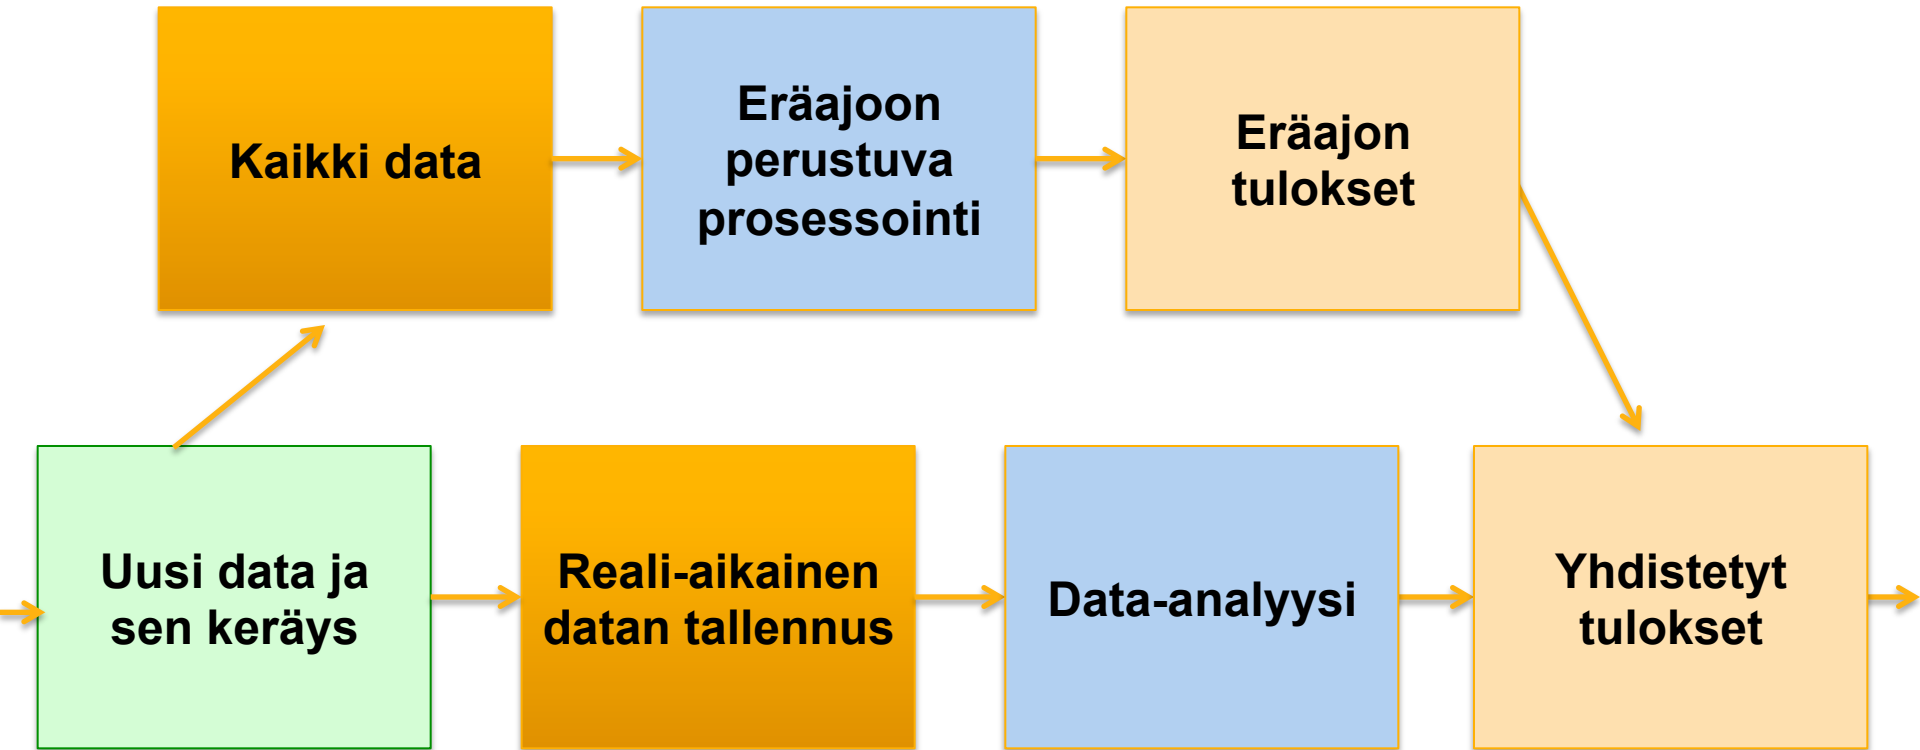 Kaikki data
Eräajoon
perustuva
prosessointi
Eräajon
tulokset
Uusi data ja
sen keräys
Reali-aikainen
datan tallennus
Data-analyysi
Yhdistetyt
tulokset